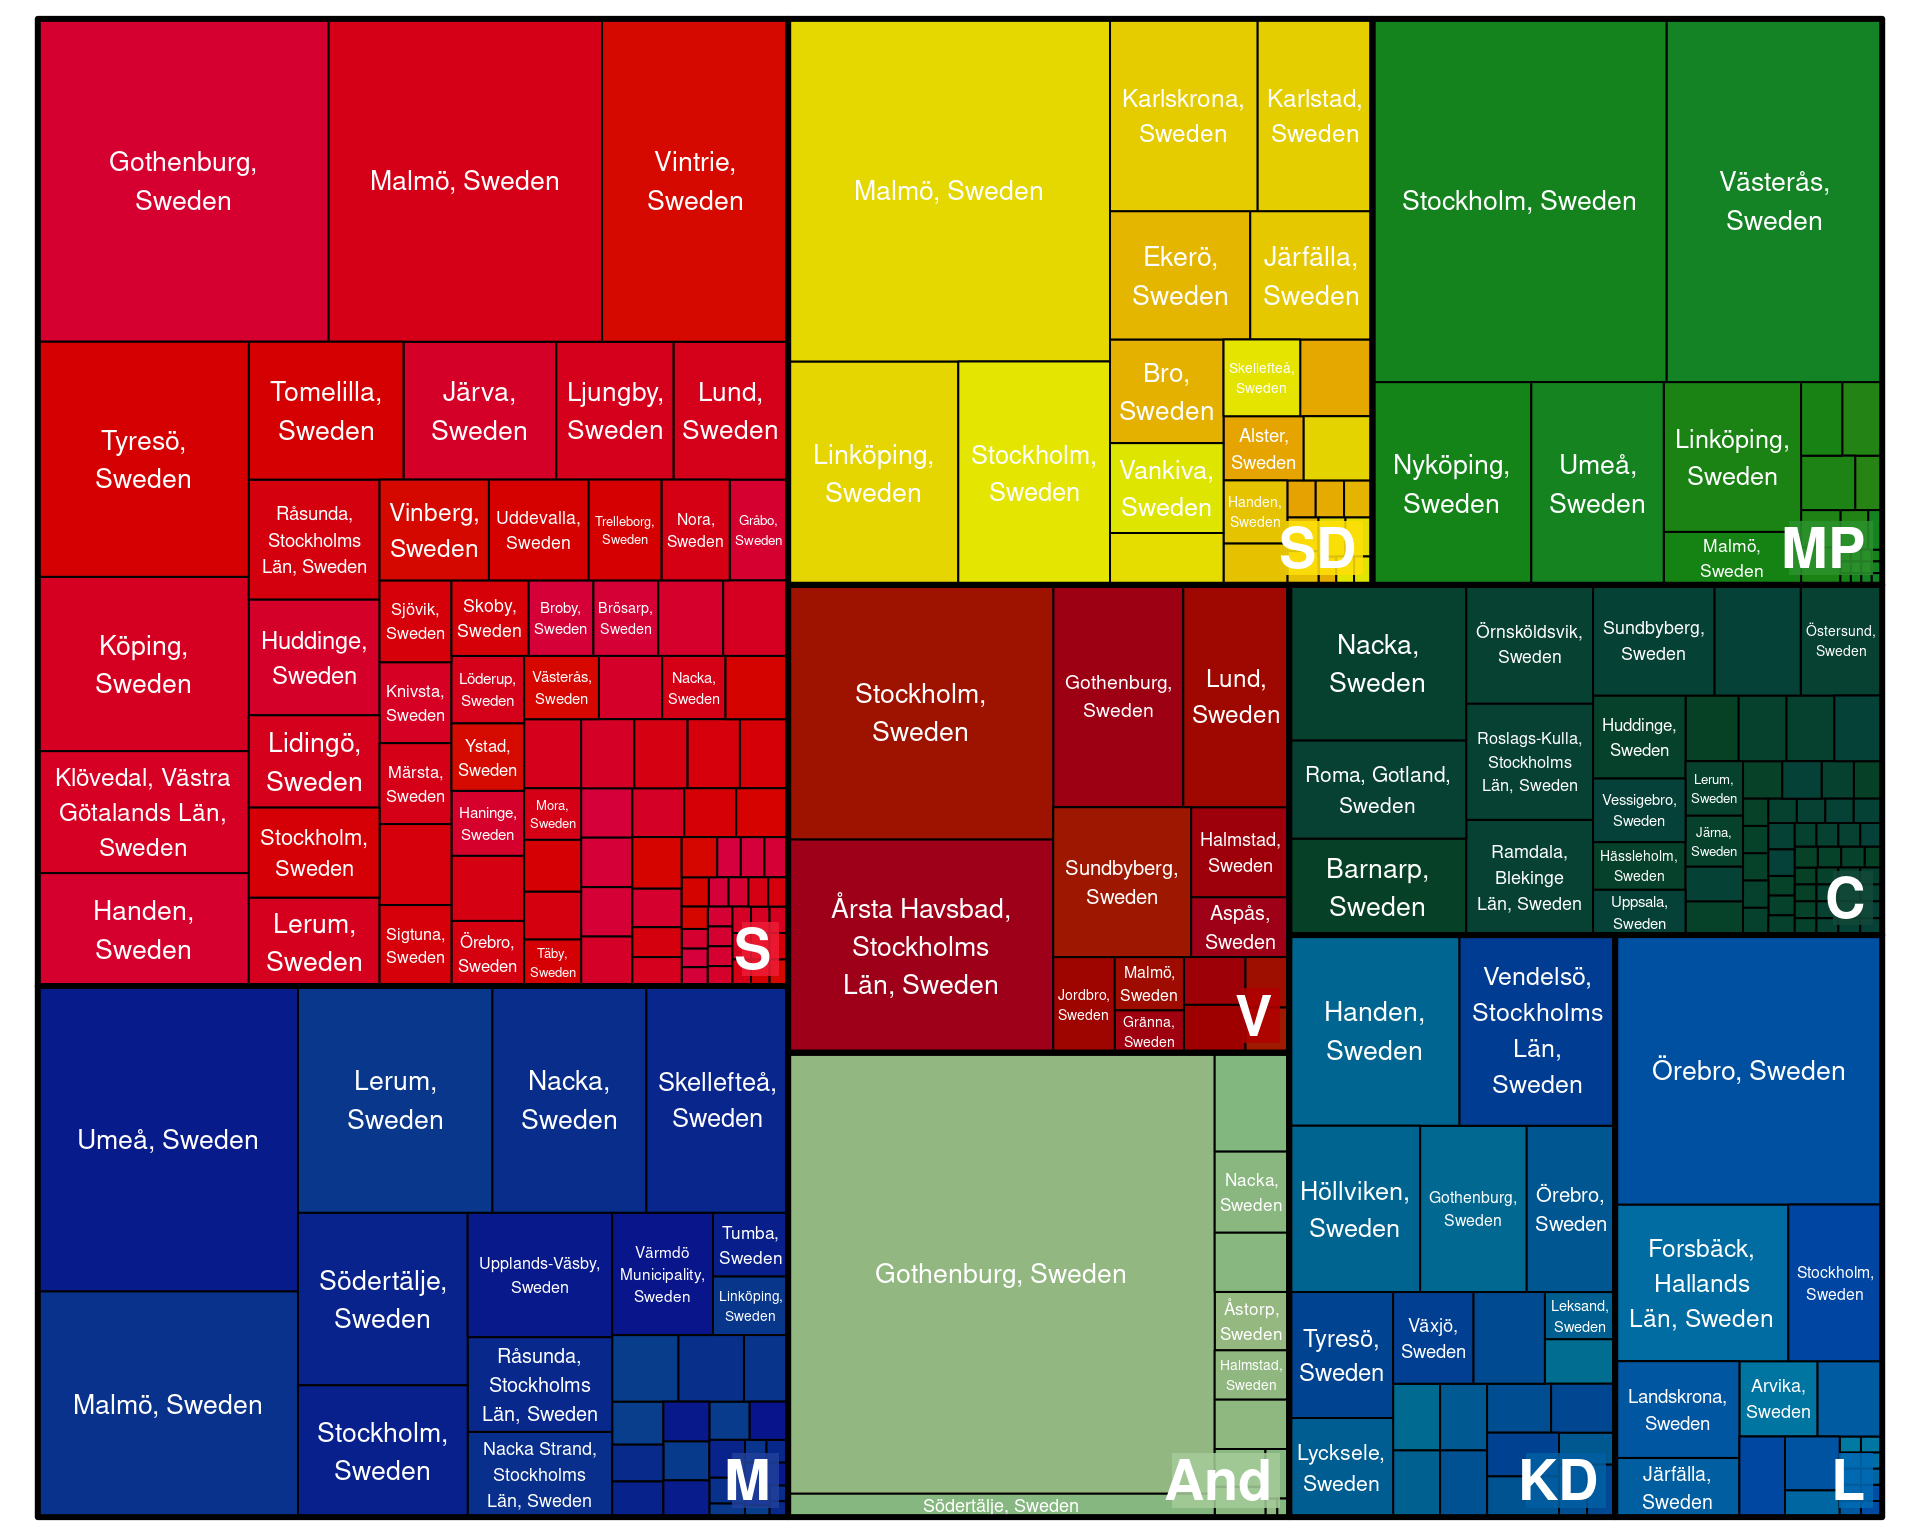 Gothenburg,
Sweden
Malmö, Sweden
Vintrie,
Sweden
Tyresö,
Sweden
Tomelilla,
Sweden
Järva,
Sweden
Ljungby,
Sweden
Lund,
Sweden
Råsunda,
Stockholms
Län, Sweden
Vinberg,
Sweden
Uddevalla,
Sweden
Trelleborg,
Sweden
Nora,
Sweden
Gråbo,
Sweden
Köping,
Sweden
Huddinge,
Sweden
Sjövik,
Sweden
Skoby,
Sweden
Broby,
Sweden
Brösarp,
Sweden
Knivsta,
Sweden
Löderup,
Sweden
Västerås,
Sweden
Nacka,
Sweden
Klövedal, Västra
Götalands Län,
Sweden
Lidingö,
Sweden
Märsta,
Sweden
Ystad,
Sweden
Haninge,
Sweden
Mora,
Sweden
Stockholm,
Sweden
Handen,
Sweden
Lerum,
Sweden
Sigtuna,
Sweden
Örebro,
Sweden
Täby,
Sweden
S
Malmö, Sweden
Karlskrona,
Sweden
Karlstad,
Sweden
Ekerö,
Sweden
Järfälla,
Sweden
Linköping,
Sweden
Stockholm,
Sweden
Bro,
Sweden
Skellefteå,
Sweden
Alster,
Sweden
Vankiva,
Sweden
Handen,
Sweden
SD
Stockholm, Sweden
Västerås,
Sweden
Nyköping,
Sweden
Umeå,
Sweden
Linköping,
Sweden
Malmö,
Sweden
MP
Stockholm,
Sweden
Gothenburg,
Sweden
Lund,
Sweden
Årsta Havsbad,
Stockholms
Län, Sweden
Sundbyberg,
Sweden
Halmstad,
Sweden
Aspås,
Sweden
Jordbro,
Sweden
Malmö,
Sweden
Gränna,
Sweden
V
Nacka,
Sweden
Örnsköldsvik,
Sweden
Sundbyberg,
Sweden
Östersund,
Sweden
Roma, Gotland,
Sweden
Roslags-Kulla,
Stockholms
Län, Sweden
Huddinge,
Sweden
Vessigebro,
Sweden
Lerum,
Sweden
Järna,
Sweden
Barnarp,
Sweden
Ramdala,
Blekinge
Län, Sweden
Hässleholm,
Sweden
Uppsala,
Sweden
C
Umeå, Sweden
Lerum,
Sweden
Nacka,
Sweden
Skellefteå,
Sweden
Malmö, Sweden
Södertälje,
Sweden
Upplands-Väsby,
Sweden
Värmdö
Municipality,
Sweden
Tumba,
Sweden
Linköping,
Sweden
Råsunda,
Stockholms
Län, Sweden
Stockholm,
Sweden
Nacka Strand,
Stockholms
Län, Sweden
M
Gothenburg, Sweden
Nacka,
Sweden
Åstorp,
Sweden
Halmstad,
Sweden
Södertälje, Sweden
And
Handen,
Sweden
Vendelsö,
Stockholms
Län,
Sweden
Höllviken,
Sweden
Gothenburg,
Sweden
Örebro,
Sweden
Tyresö,
Sweden
Växjö,
Sweden
Leksand,
Sweden
Lycksele,
Sweden
KD
Örebro, Sweden
Forsbäck,
Hallands
Län, Sweden
Stockholm,
Sweden
Landskrona,
Sweden
Arvika,
Sweden
Järfälla,
Sweden
L